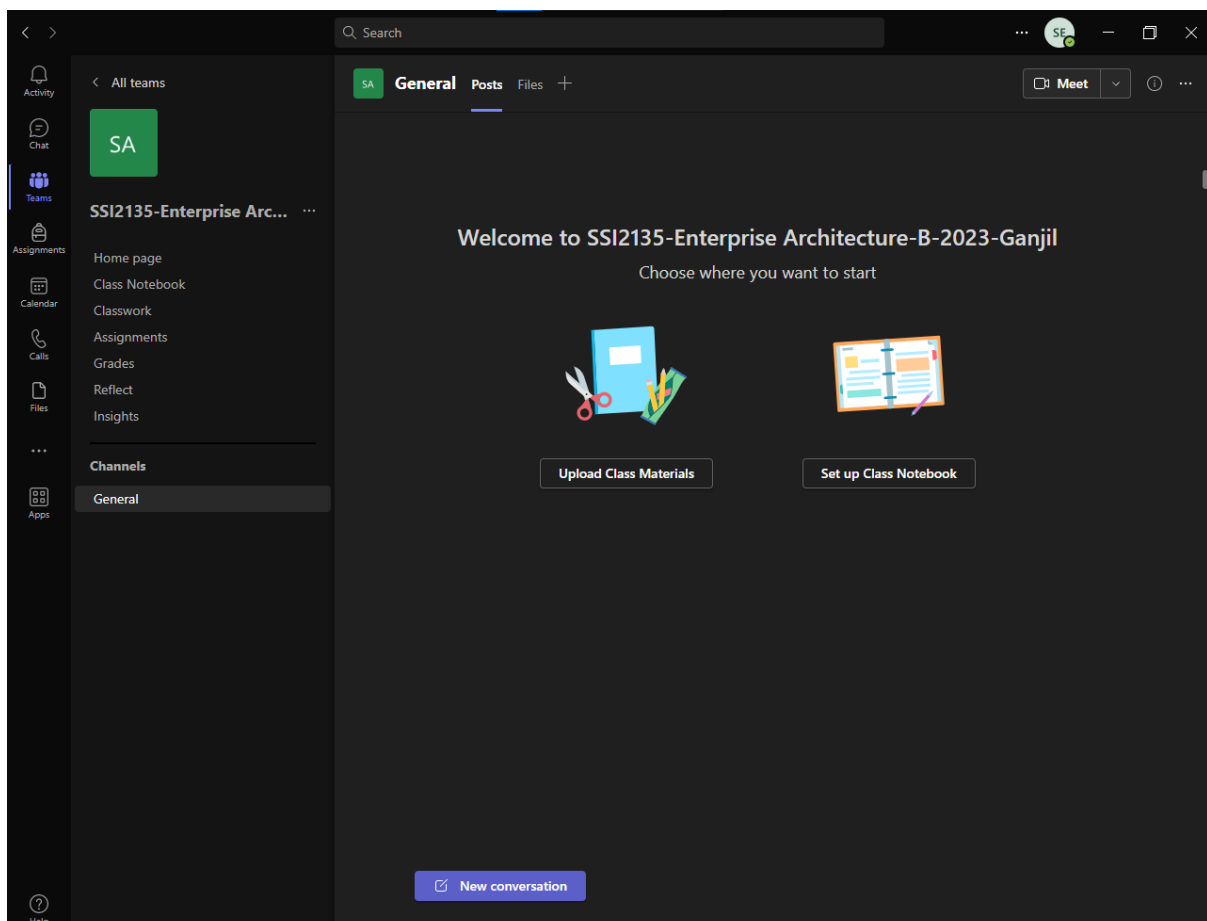 Search
SE
Activity
Chat
Teams
Assignments
Calendar
Calls
Files
Apps
Help
All teams
SA
SSI2135-Enterprise Arc...
Home page
Class Notebook
Classwork
Assignments
Grades
Reflect
Insights
Channels
General
SA General Posts Files
Meet
Welcome to SSI2135-Enterprise Architecture-B-2023-Ganjil
Choose where you want to start
Upload Class Materials
Set up Class Notebook
New conversation